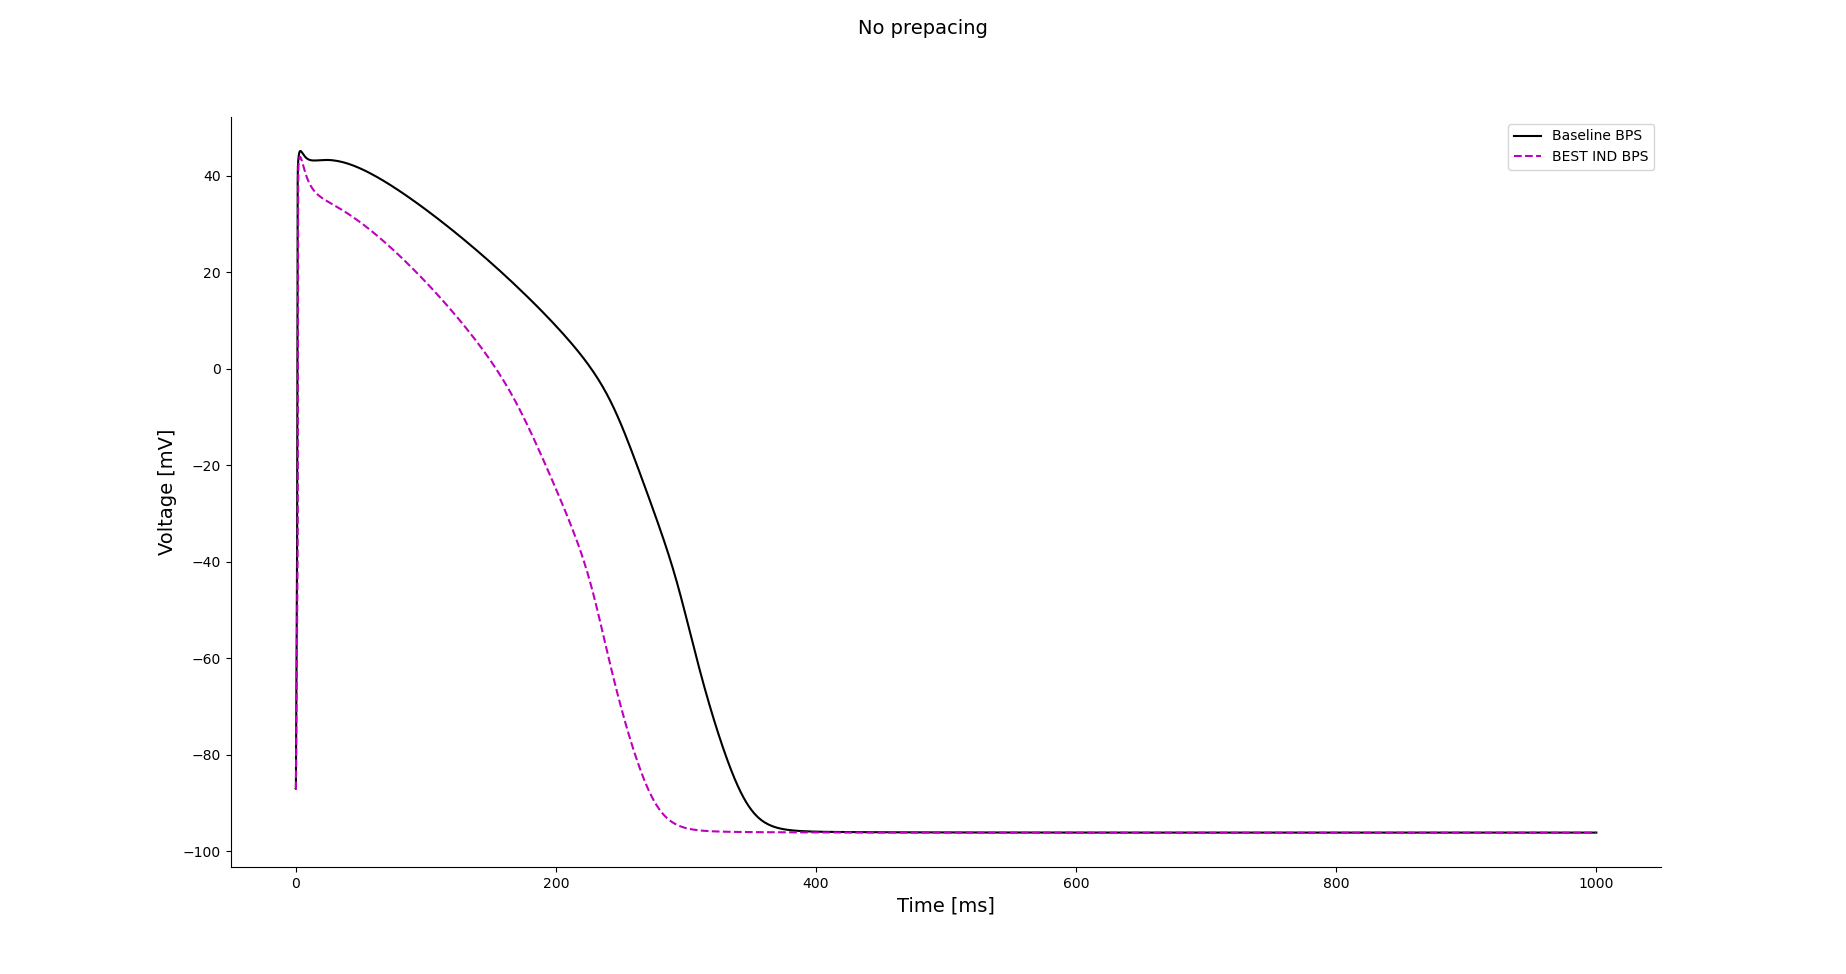 No prepacing
Baseline BPS
BEST IND BPS
40
20
0
−20
−40
−60
−80
−100
Voltage [mV]
0 200 400 600 800 1000
Time [ms]